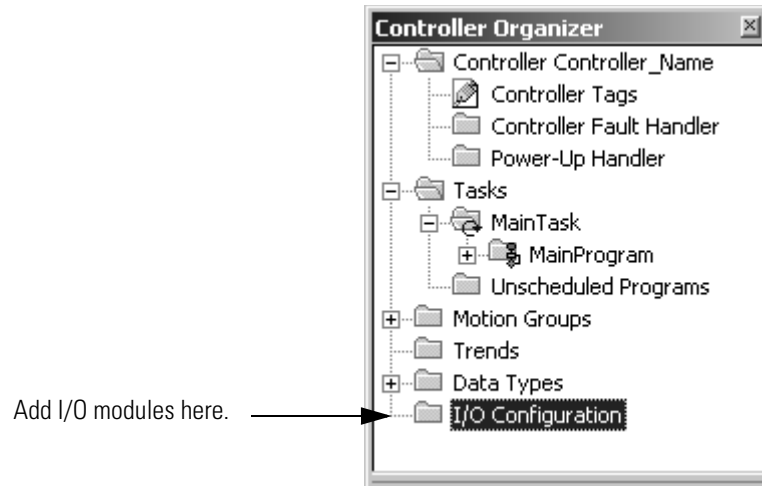 Controller Organizer
Controller Controller_Name
Controller Tags
Controller Fault Handler
Power-Up Handler
Tasks
MainTask
MainProgram
Unscheduled Programs
Motion Groups
Trends
Data Types
Add I/O modules here.
I/O Configuration